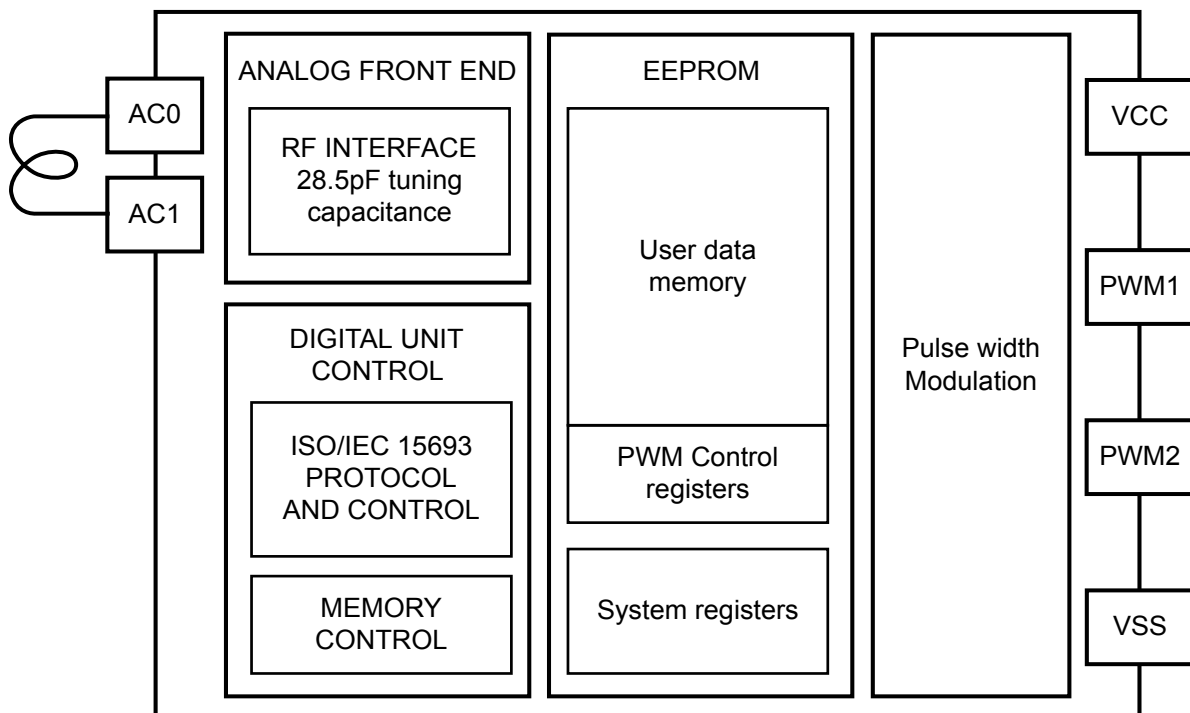 AC0
AC1
ANALOG FRONT END
RF INTERFACE
28.5pF tuning
capacitance
DIGITAL UNIT
CONTROL
ISO/IEC 15693
PROTOCOL
AND CONTROL
MEMORY
CONTROL
EEPROM
User data
memory
PWM Control
registers
System registers
Pulse width
Modulation
VCC
PWM1
PWM2
VSS